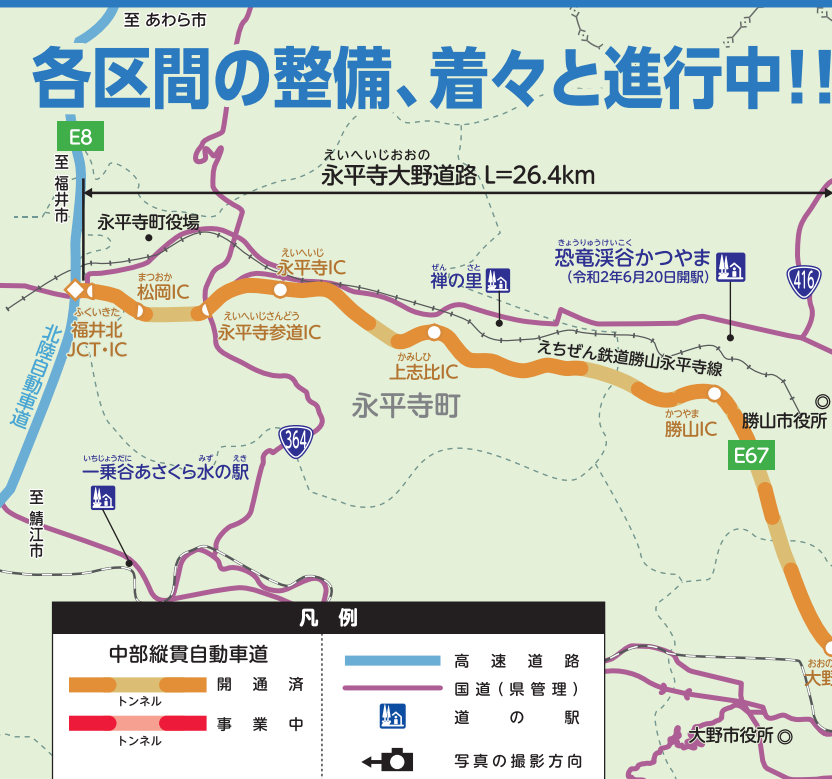 至 あわら市
各区間の整備、着々と進行中!!
E8
至 福井市
えいへいじおおの
永平寺大野道路 L=26.4km
永平寺町役場
きょうりゅうけいこく
恐竜渓谷かつやま
(令和2年6月20日開駅)
ぜん さと
禅の里
416
えいへいじ
永平寺IC
まつおか
松岡IC
ふくいきた
福井北
JCT・IC
えいへいじさんどう
永平寺参道IC
北陸自動車道
かみしひ
上志比IC
えちぜん鉄道勝山永平寺線
永平寺町
かつやま
勝山IC
勝山市役所
E67
364
いちじょうだに みず えき
一乗谷あさくら水の駅
至 鯖江市
おおの
大野
大野市役所
凡 例
中部縦貫自動車道
開通済
トンネル
事業中
トンネル
高速道路
国道(県管理)
道の駅
写真の撮影方向